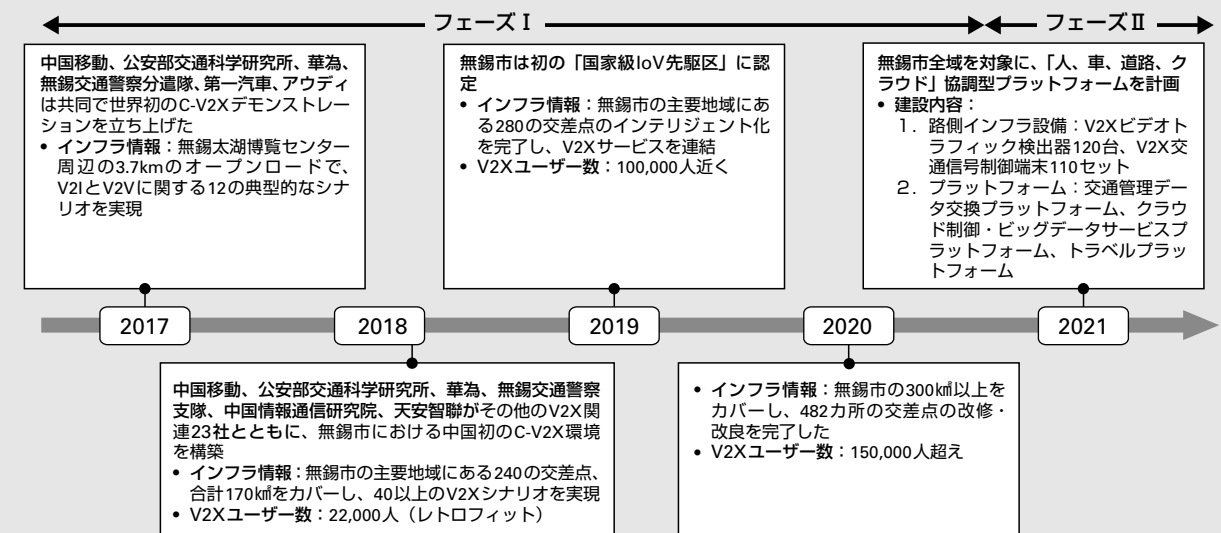 フェーズⅠ
フェーズⅡ
中国移動、公安部交通科学研究所、華為、
無錫交通警察分遣隊、第一汽車、アウディ
は共同で世界初のC-V2Xデモンストレー
ションを立ち上げた
• インフラ情報：無錫太湖博覧センター
周辺の3.7kmのオープンロードで、
V2IとV2Vに関する12の典型的なシナ
リオを実現
無錫市は初の「国家級IoV先駆区」に認
定
• インフラ情報：無錫市の主要地域にあ
る280の交差点のインテリジェント化
を完了し、V2Xサービスを連結
• V2Xユーザー数：100,000人近く
無錫市全域を対象に、「人、車、道路、ク
ラウド」協調型プラットフォームを計画
• 建設内容：
1．路側インフラ設備：V2Xビデオト
ラフィック検出器120台、V2X交
通信号制御端末110セット
2．プラットフォーム：交通管理デー
タ交換プラットフォーム、クラウ
ド制御・ビッグデータサービスプ
ラットフォーム、トラベルプラッ
トフォーム
2017
2018
2019
2020
2021
中国移動、公安部交通科学研究所、華為、無錫交通警察
支隊、中国情報通信研究院、天安智聯がその他のV2X関
連23社とともに、無錫市における中国初のC-V2X環境
を構築
• インフラ情報：無錫市の主要地域にある240の交差点、
合計170㎢をカバーし、40以上のV2Xシナリオを実現
• V2Xユーザー数：22,000人（レトロフィット）
• インフラ情報：無錫市の300㎢以上を
カバーし、482カ所の交差点の改修・
改良を完了した
• V2Xユーザー数：150,000人超え